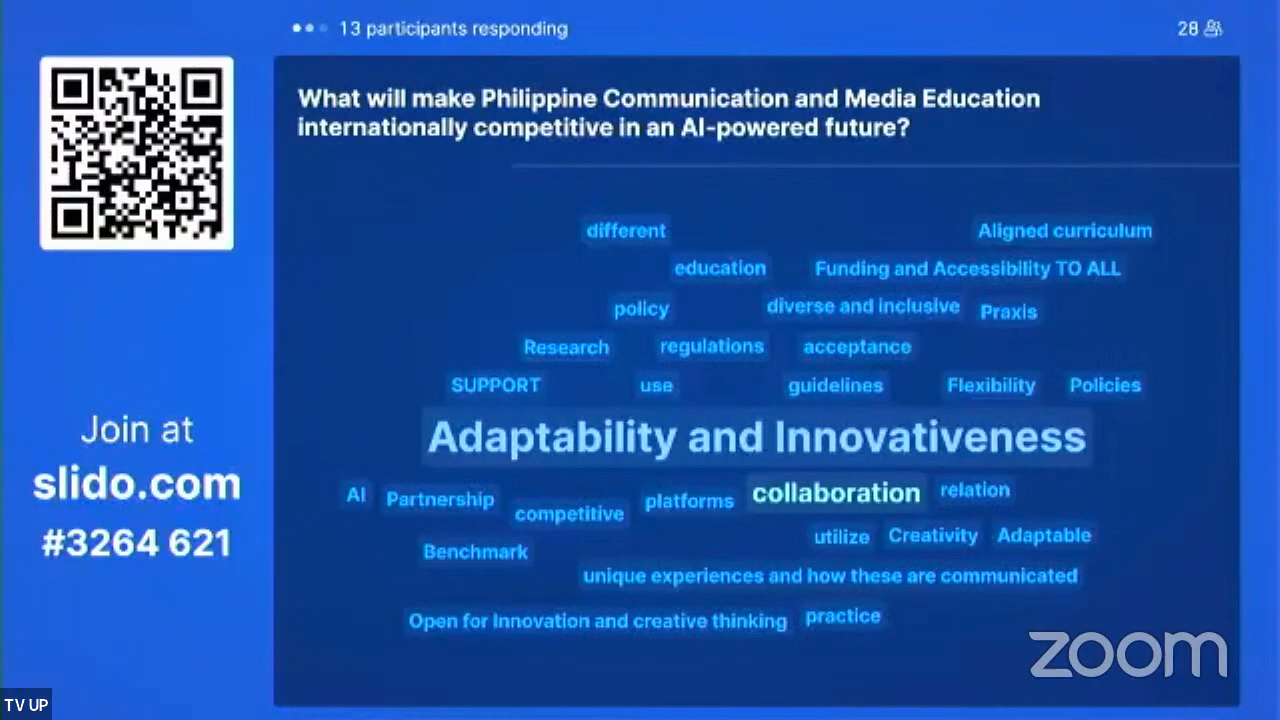 13 participants responding
28
What will make Philippine Communication and Media Education
internationally competitive in an AI-powered future?
different
Aligned curriculum
education
Funding and Accessibility TO ALL
policy
diverse and inclusive
Praxis
Research
regulations
acceptance
SUPPORT
use
guidelines
Flexibility
Policies
Adaptability and Innovativeness
AI
Partnership
competitive
platforms
collaboration
relation
utilize
Creativity
Adaptable
Benchmark
unique experiences and how these are communicated
Open for Innovation and creative thinking
practice
Join at
slido.com
#3264 621
zoom
TV UP